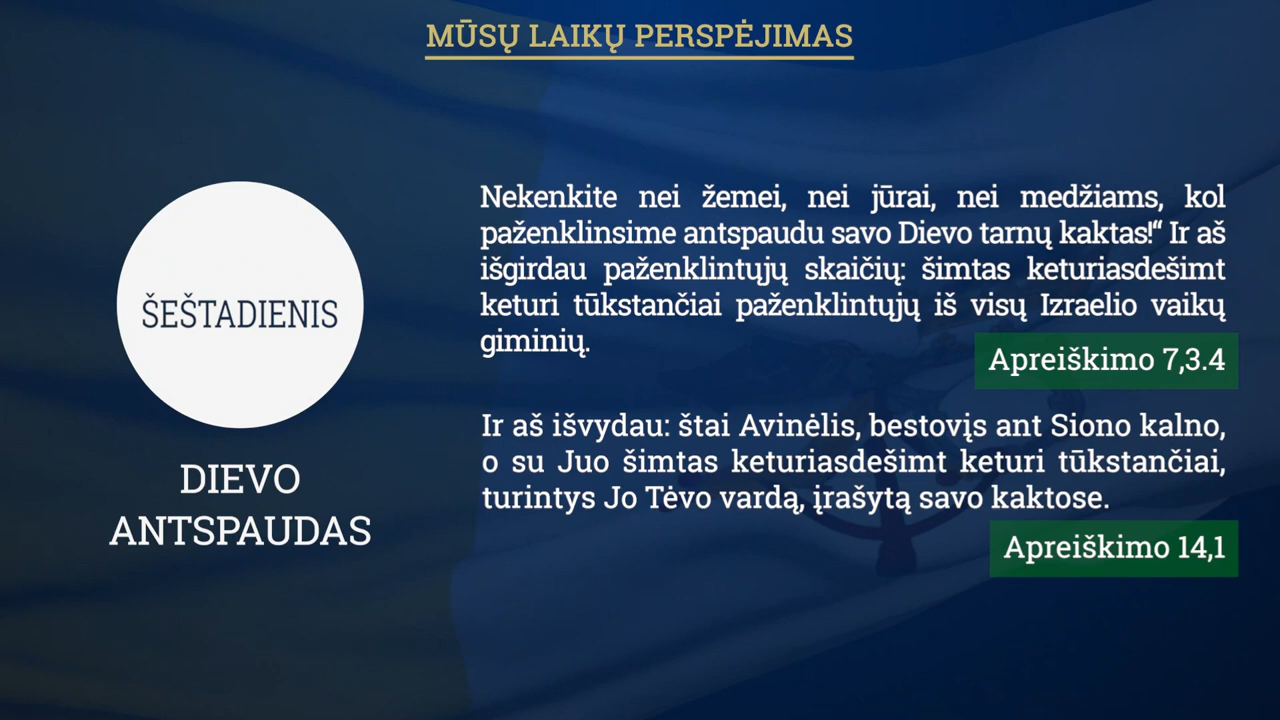 MŪSŲ LAIKŲ PERSPĖJIMAS
ŠEŠTADIENIS
DIEVO
ANTSPAUDAS
Nekenkite nei žemei, nei jūrai, nei medžiams, kol
paženklinsime antspaudu savo Dievo tarnų kaktas!“ Ir aš
išgirdau paženklintųjų skaičių: šimtas keturiasdešimt
keturi tūkstančiai paženklintųjų iš visų Izraelio vaikų
giminių.
Apreiškimo 7,3.4
Ir aš išvydau: štai Avinėlis, bestovįs ant Siono kalno,
o su Juo šimtas keturiasdešimt keturi tūkstančiai,
turintys Jo Tėvo vardą, įrašytą savo kaktose.
Apreiškimo 14,1